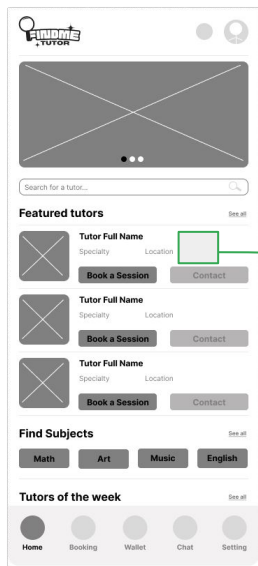 FINDME
TUTOR
Search for a tutor...
Featured tutors See all
Tutor Full Name
Specialty Location
Book a Session Contact
Tutor Full Name
Specialty Location
Book a Session Contact
Tutor Full Name
Specialty Location
Book a Session Contact
Find Subjects See all
Math Art Music English
Tutors of the week See all
Home Booking Wallet Chat Setting